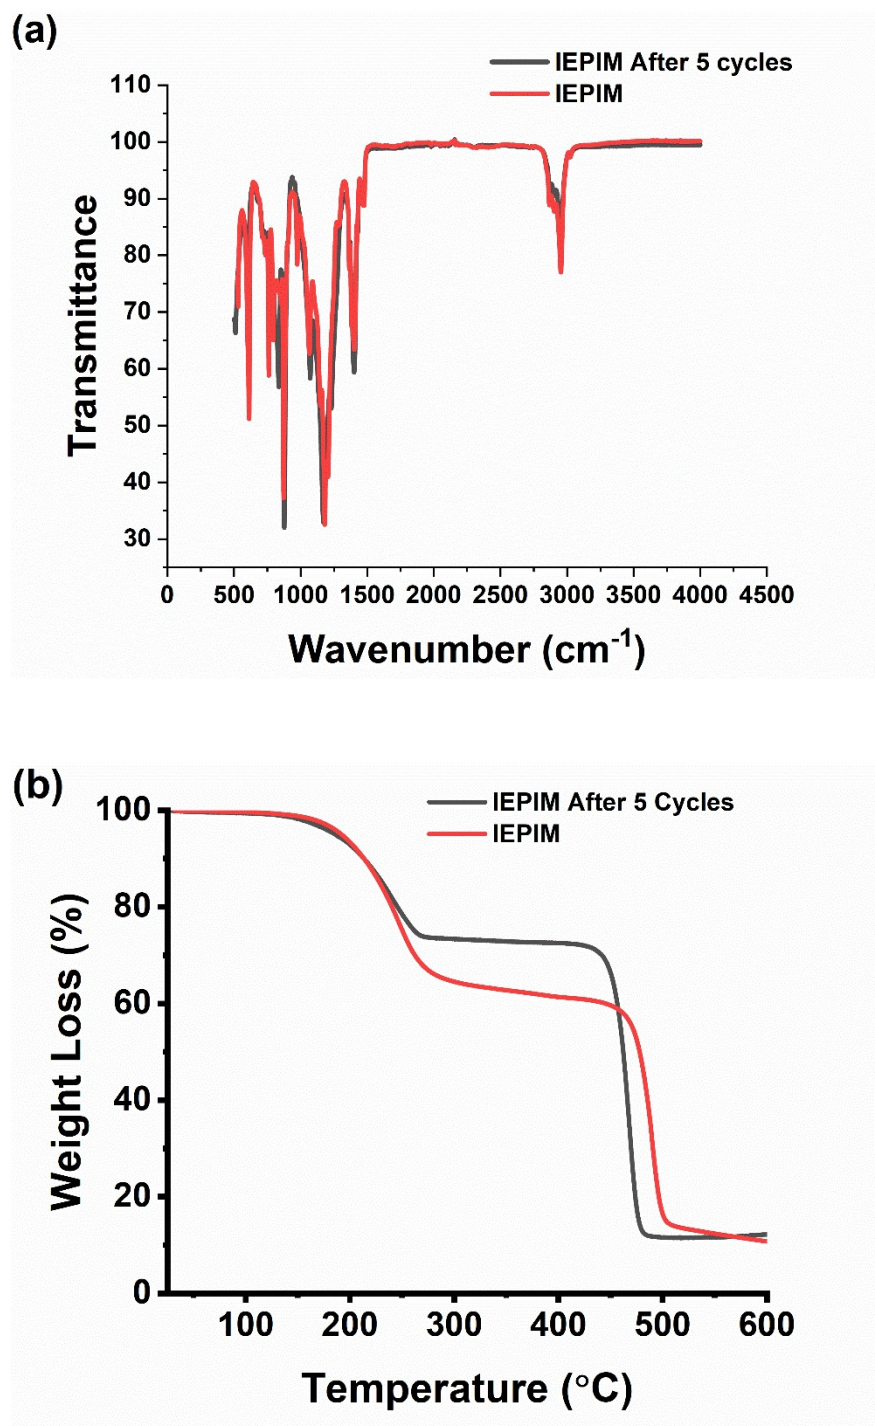 (a)
IEPIM After 5 cycles
IEPIM
110
100
90
80
70
60
50
40
30
Transmittance
0 500 1000 1500 2000 2500 3000 3500 4000 4500
Wavenumber (cm⁻¹)
(b)
IEPIM After 5 Cycles
IEPIM
100
80
60
40
20
0
Weight Loss (%)
100 200 300 400 500 600
Temperature (°C)